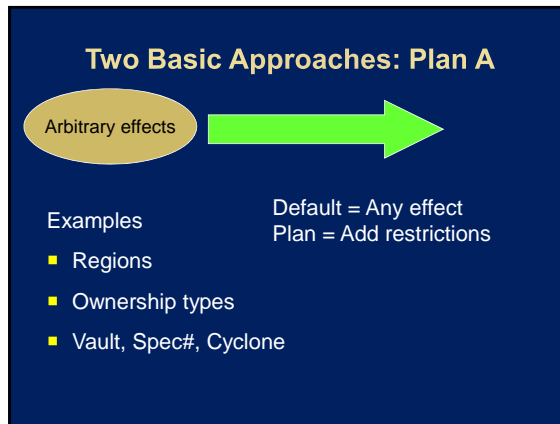 Two Basic Approaches: Plan A
Arbitrary effects
Examples
Regions
Ownership types
Vault, Spec#, Cyclone
Default = Any effect
Plan = Add restrictions